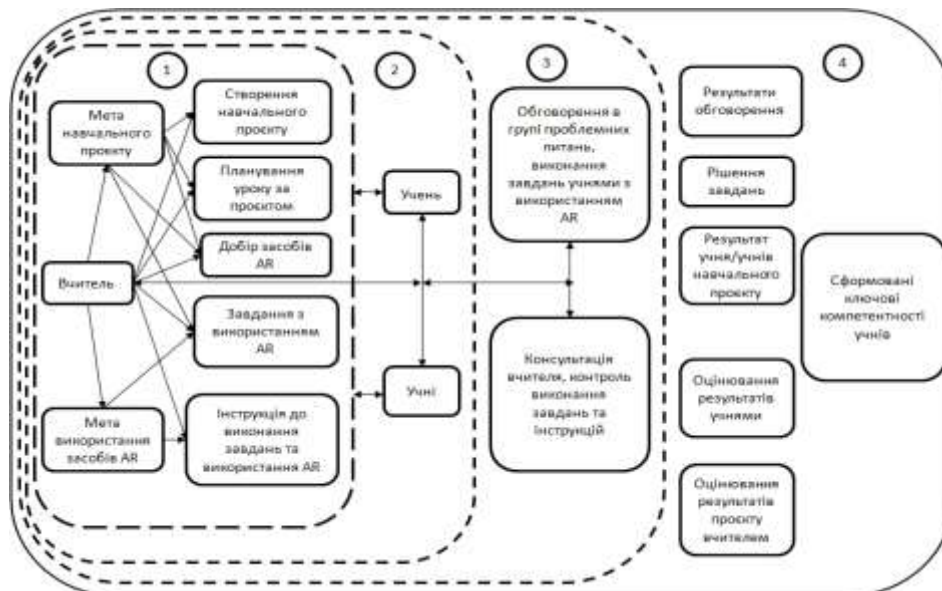 1
2
3
4
Мета
навчального
проєкту
Вчитель
Мета
використання
засобів AR
Створення
навчального
проєкту
Планування
уроку за
проєктом
Добір засобів
AR
Завдання з
використанням
AR
Інструкція до
виконання
завдань та
використання AR
Учень
Учні
Обговорення в
групі проблемних
питань,
виконання
завдань учнями з
використанням
AR
Консультація
вчителя, контроль
виконання
завдань та
інструкцій
Результати
обговорення
Рішення
завдань
Результат
учня/учнів
навчального
проєкту
Оцінювання
результатів
учнями
Оцінювання
результатів
проєкту
вчителем
Сформовані
ключові
компетентності
учнів